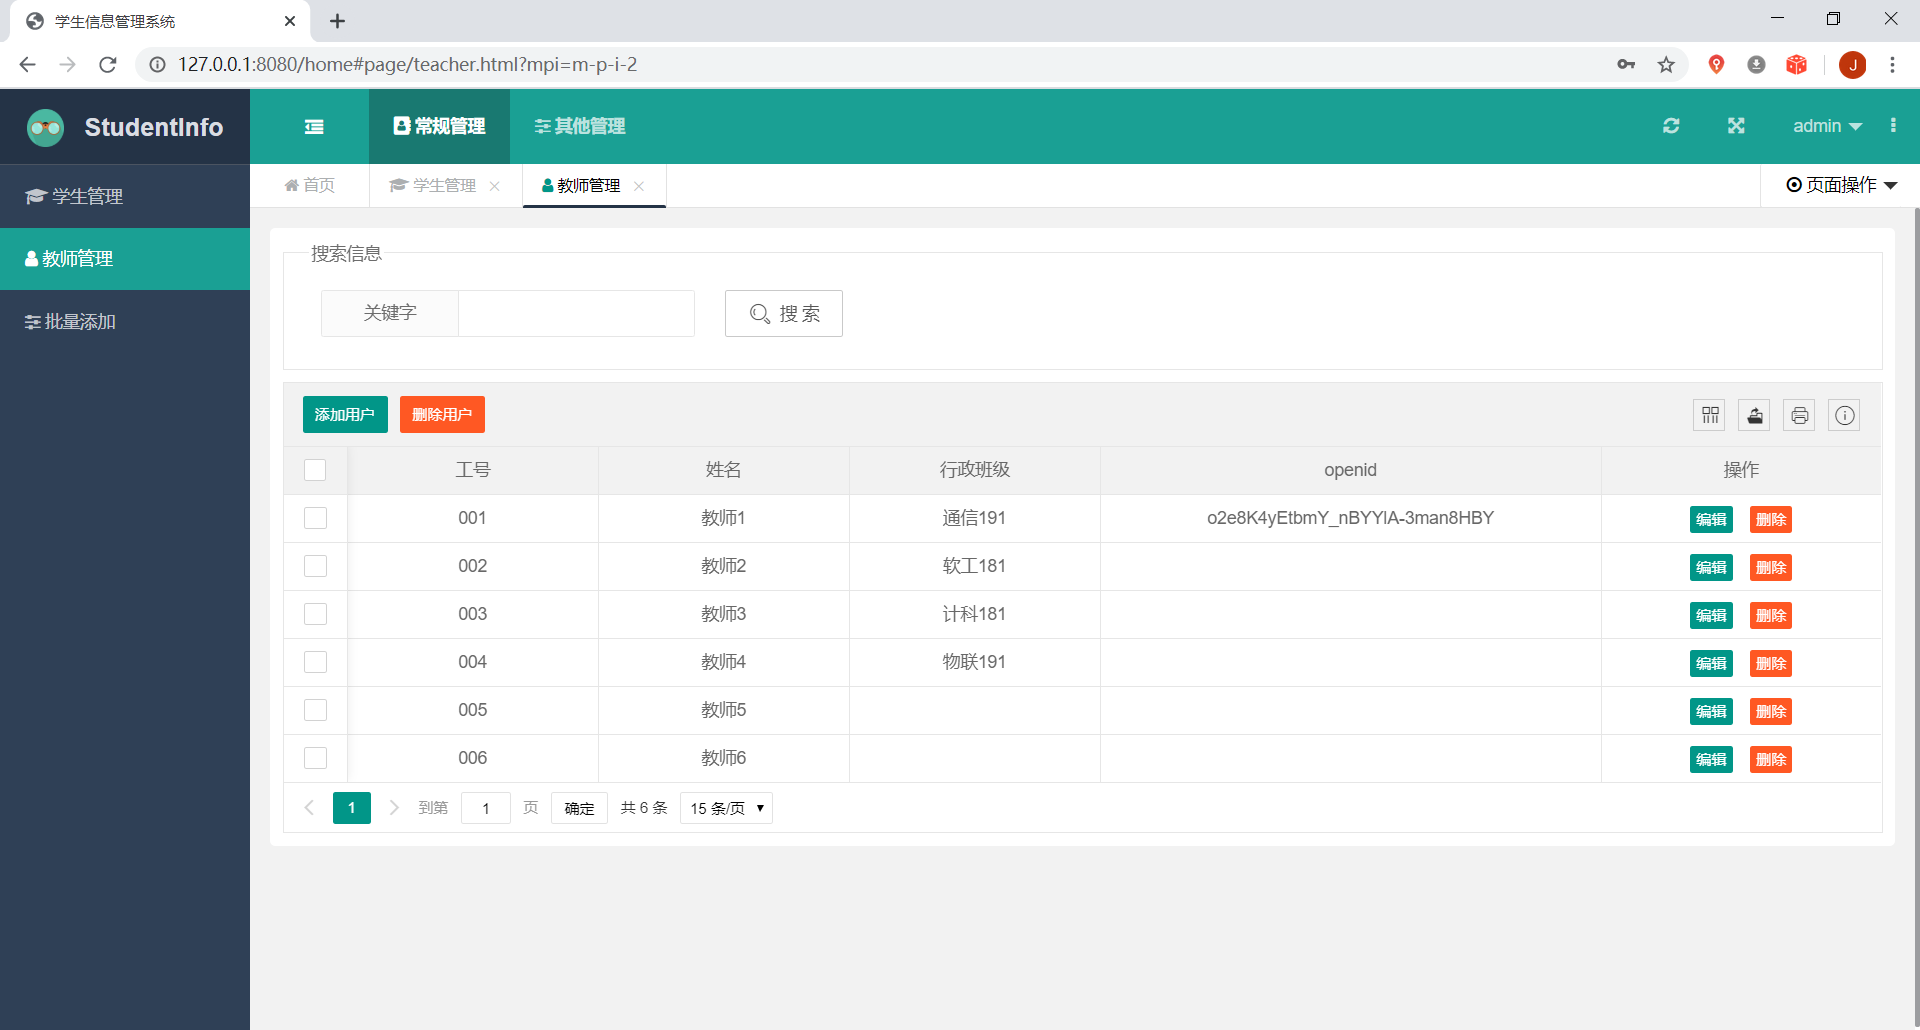 学生信息管理系统
127.0.0.1:8080/home#page/teacher.html?mpi=m-p-i-2
J
StudentInfo
常规管理
其他管理
admin
学生管理
教师管理
批量添加
首页
学生管理
教师管理
页面操作
搜索信息
关键字
搜 索
添加用户
删除用户
工号 姓名 行政班级 openid 操作
001 教师1 通信191 o2e8K4yEtbmY_nBYYIA-3man8HBY 编辑 删除
002 教师2 软工181 编辑 删除
003 教师3 计科181 编辑 删除
004 教师4 物联191 编辑 删除
005 教师5 编辑 删除
006 教师6 编辑 删除
1 到第 1 页 确定 共 6 条 15 条/页